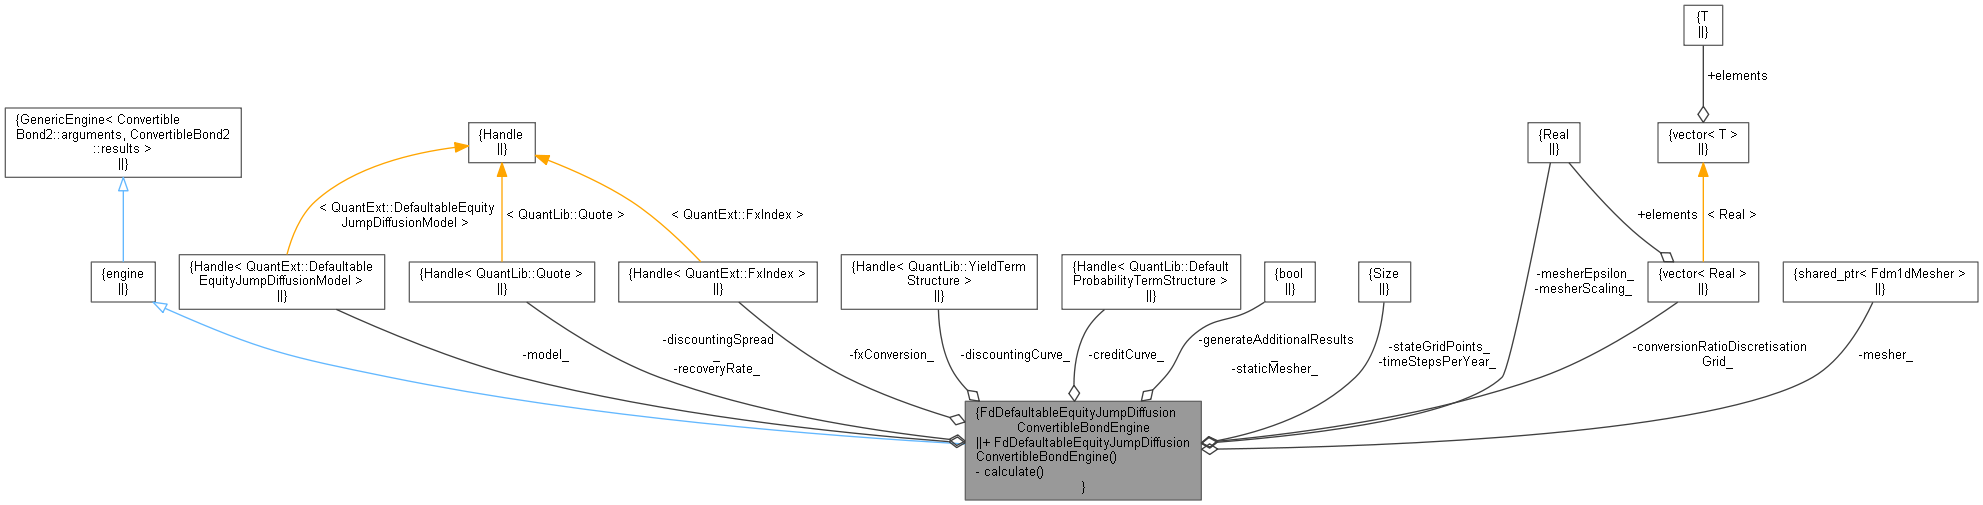 {T
||}
+elements
{GenericEngine< Convertible
Bond2::arguments, ConvertibleBond2
::results >
||}
{Handle
||}
{Real
||}
{vector< T >
||}
< QuantExt::DefaultableEquity
JumpDiffusionModel >
< QuantLib::Quote >
< QuantExt::FxIndex >
+elements
< Real >
{engine
||}
{Handle< QuantExt::Defaultable
EquityJumpDiffusionModel >
||}
{Handle< QuantLib::Quote >
||}
{Handle< QuantExt::FxIndex >
||}
{Handle< QuantLib::YieldTerm
Structure >
||}
{Handle< QuantLib::Default
ProbabilityTermStructure >
||}
{bool
||}
{Size
||}
-mesherEpsilon_
-mesherScaling_
{vector< Real >
||}
{shared_ptr< Fdm1dMesher >
||}
-model_
-discountingSpread
_
-recoveryRate_
-fxConversion_
-discountingCurve_
-creditCurve_
-generateAdditionalResults
_
-staticMesher_
-stateGridPoints_
-timeStepsPerYear_
-conversionRatioDiscretisation
Grid_
-mesher_
{FdDefaultableEquityJumpDiffusion
ConvertibleBondEngine
||+ FdDefaultableEquityJumpDiffusion
ConvertibleBondEngine()
- calculate()
}